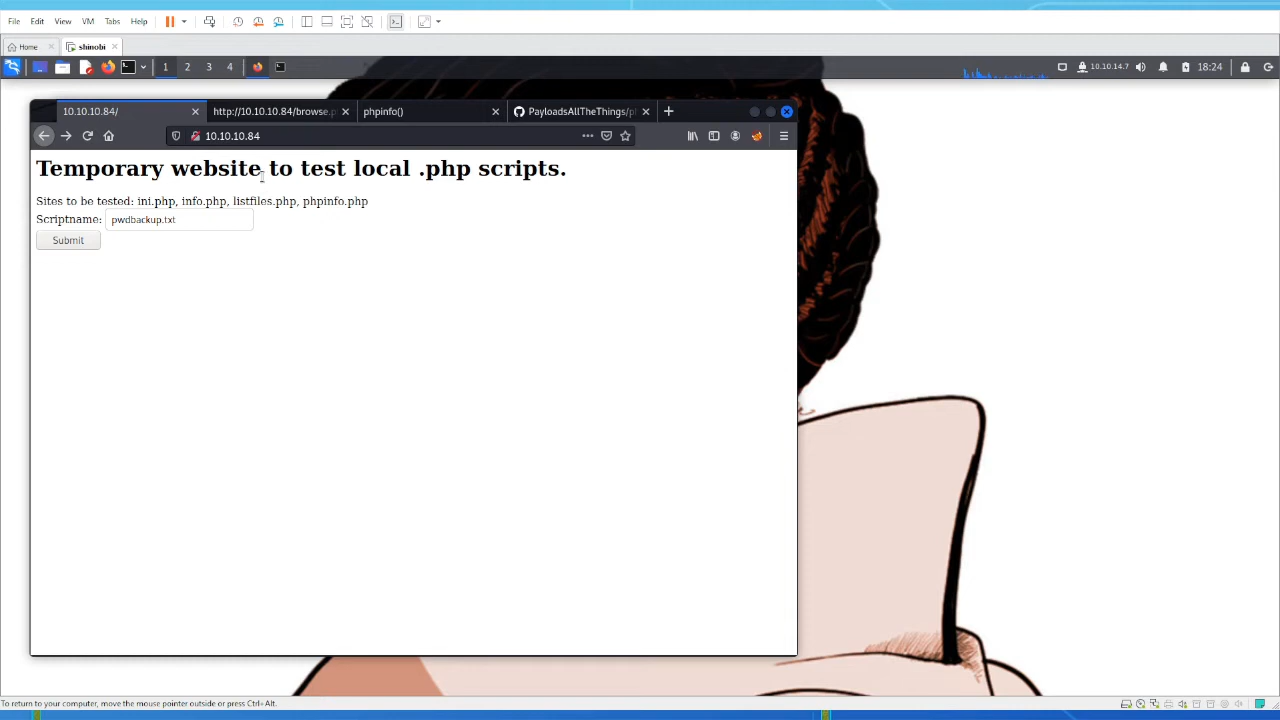 File Edit View VM Tabs Help
Home shinobi
1 2 3 4 10.10.14.7 18:24
10.10.10.84/ http://10.10.10.84/browse.p phpinfo() PayloadsAllTheThings/p
10.10.10.84
Temporary website to test local .php scripts.
Sites to be tested: ini.php, info.php, listfiles.php, phpinfo.php
Scriptname: pwdbackup.txt
Submit
To return to your computer, move the mouse pointer outside or press Ctrl+Alt.